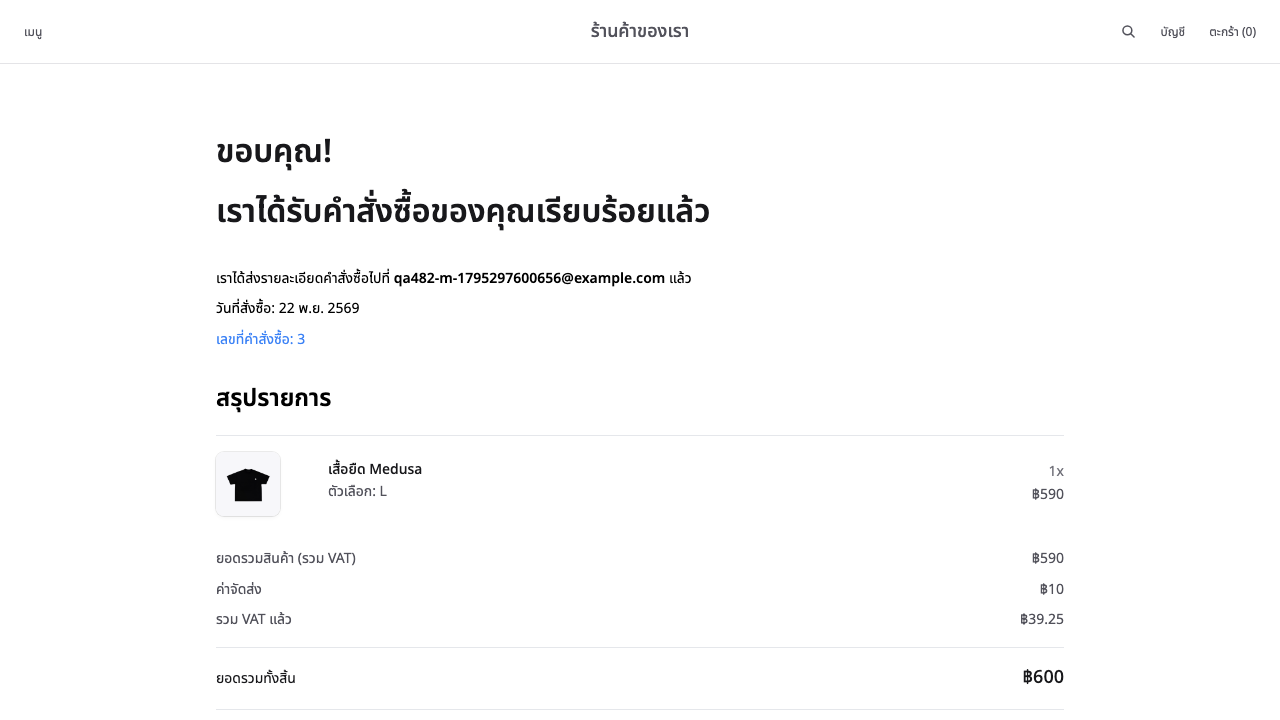 เมนู
ร้านค้าของเรา
บัญชี
ตะกร้า (0)
ขอบคุณ!
เราได้รับคำสั่งซื้อของคุณเรียบร้อยแล้ว
เราได้ส่งรายละเอียดคำสั่งซื้อไปที่ qa482-m-1795297600656@example.com แล้ว
วันที่สั่งซื้อ: 22 พ.ย. 2569
เลขที่คำสั่งซื้อ: 3
สรุปรายการ
เสื้อยืด Medusa
ตัวเลือก: L
1x
฿590
ยอดรวมสินค้า (รวม VAT) ฿590
ค่าจัดส่ง ฿10
รวม VAT แล้ว ฿39.25
ยอดรวมทั้งสิ้น ฿600